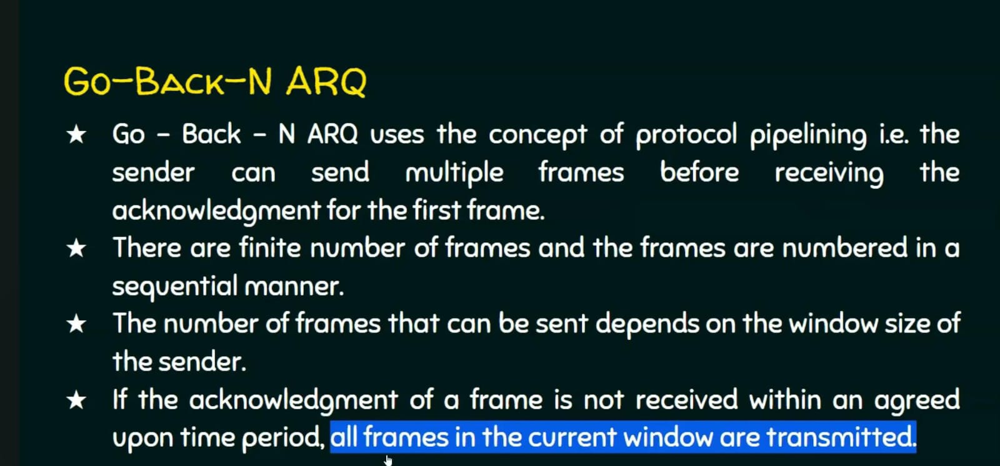 Go-Back-N ARQ
★ Go – Back – N ARQ uses the concept of protocol pipelining i.e. the
sender can send multiple frames before receiving the
acknowledgment for the first frame.
★ There are finite number of frames and the frames are numbered in a
sequential manner.
★ The number of frames that can be sent depends on the window size of
the sender.
★ If the acknowledgment of a frame is not received within an agreed
upon time period, all frames in the current window are transmitted.